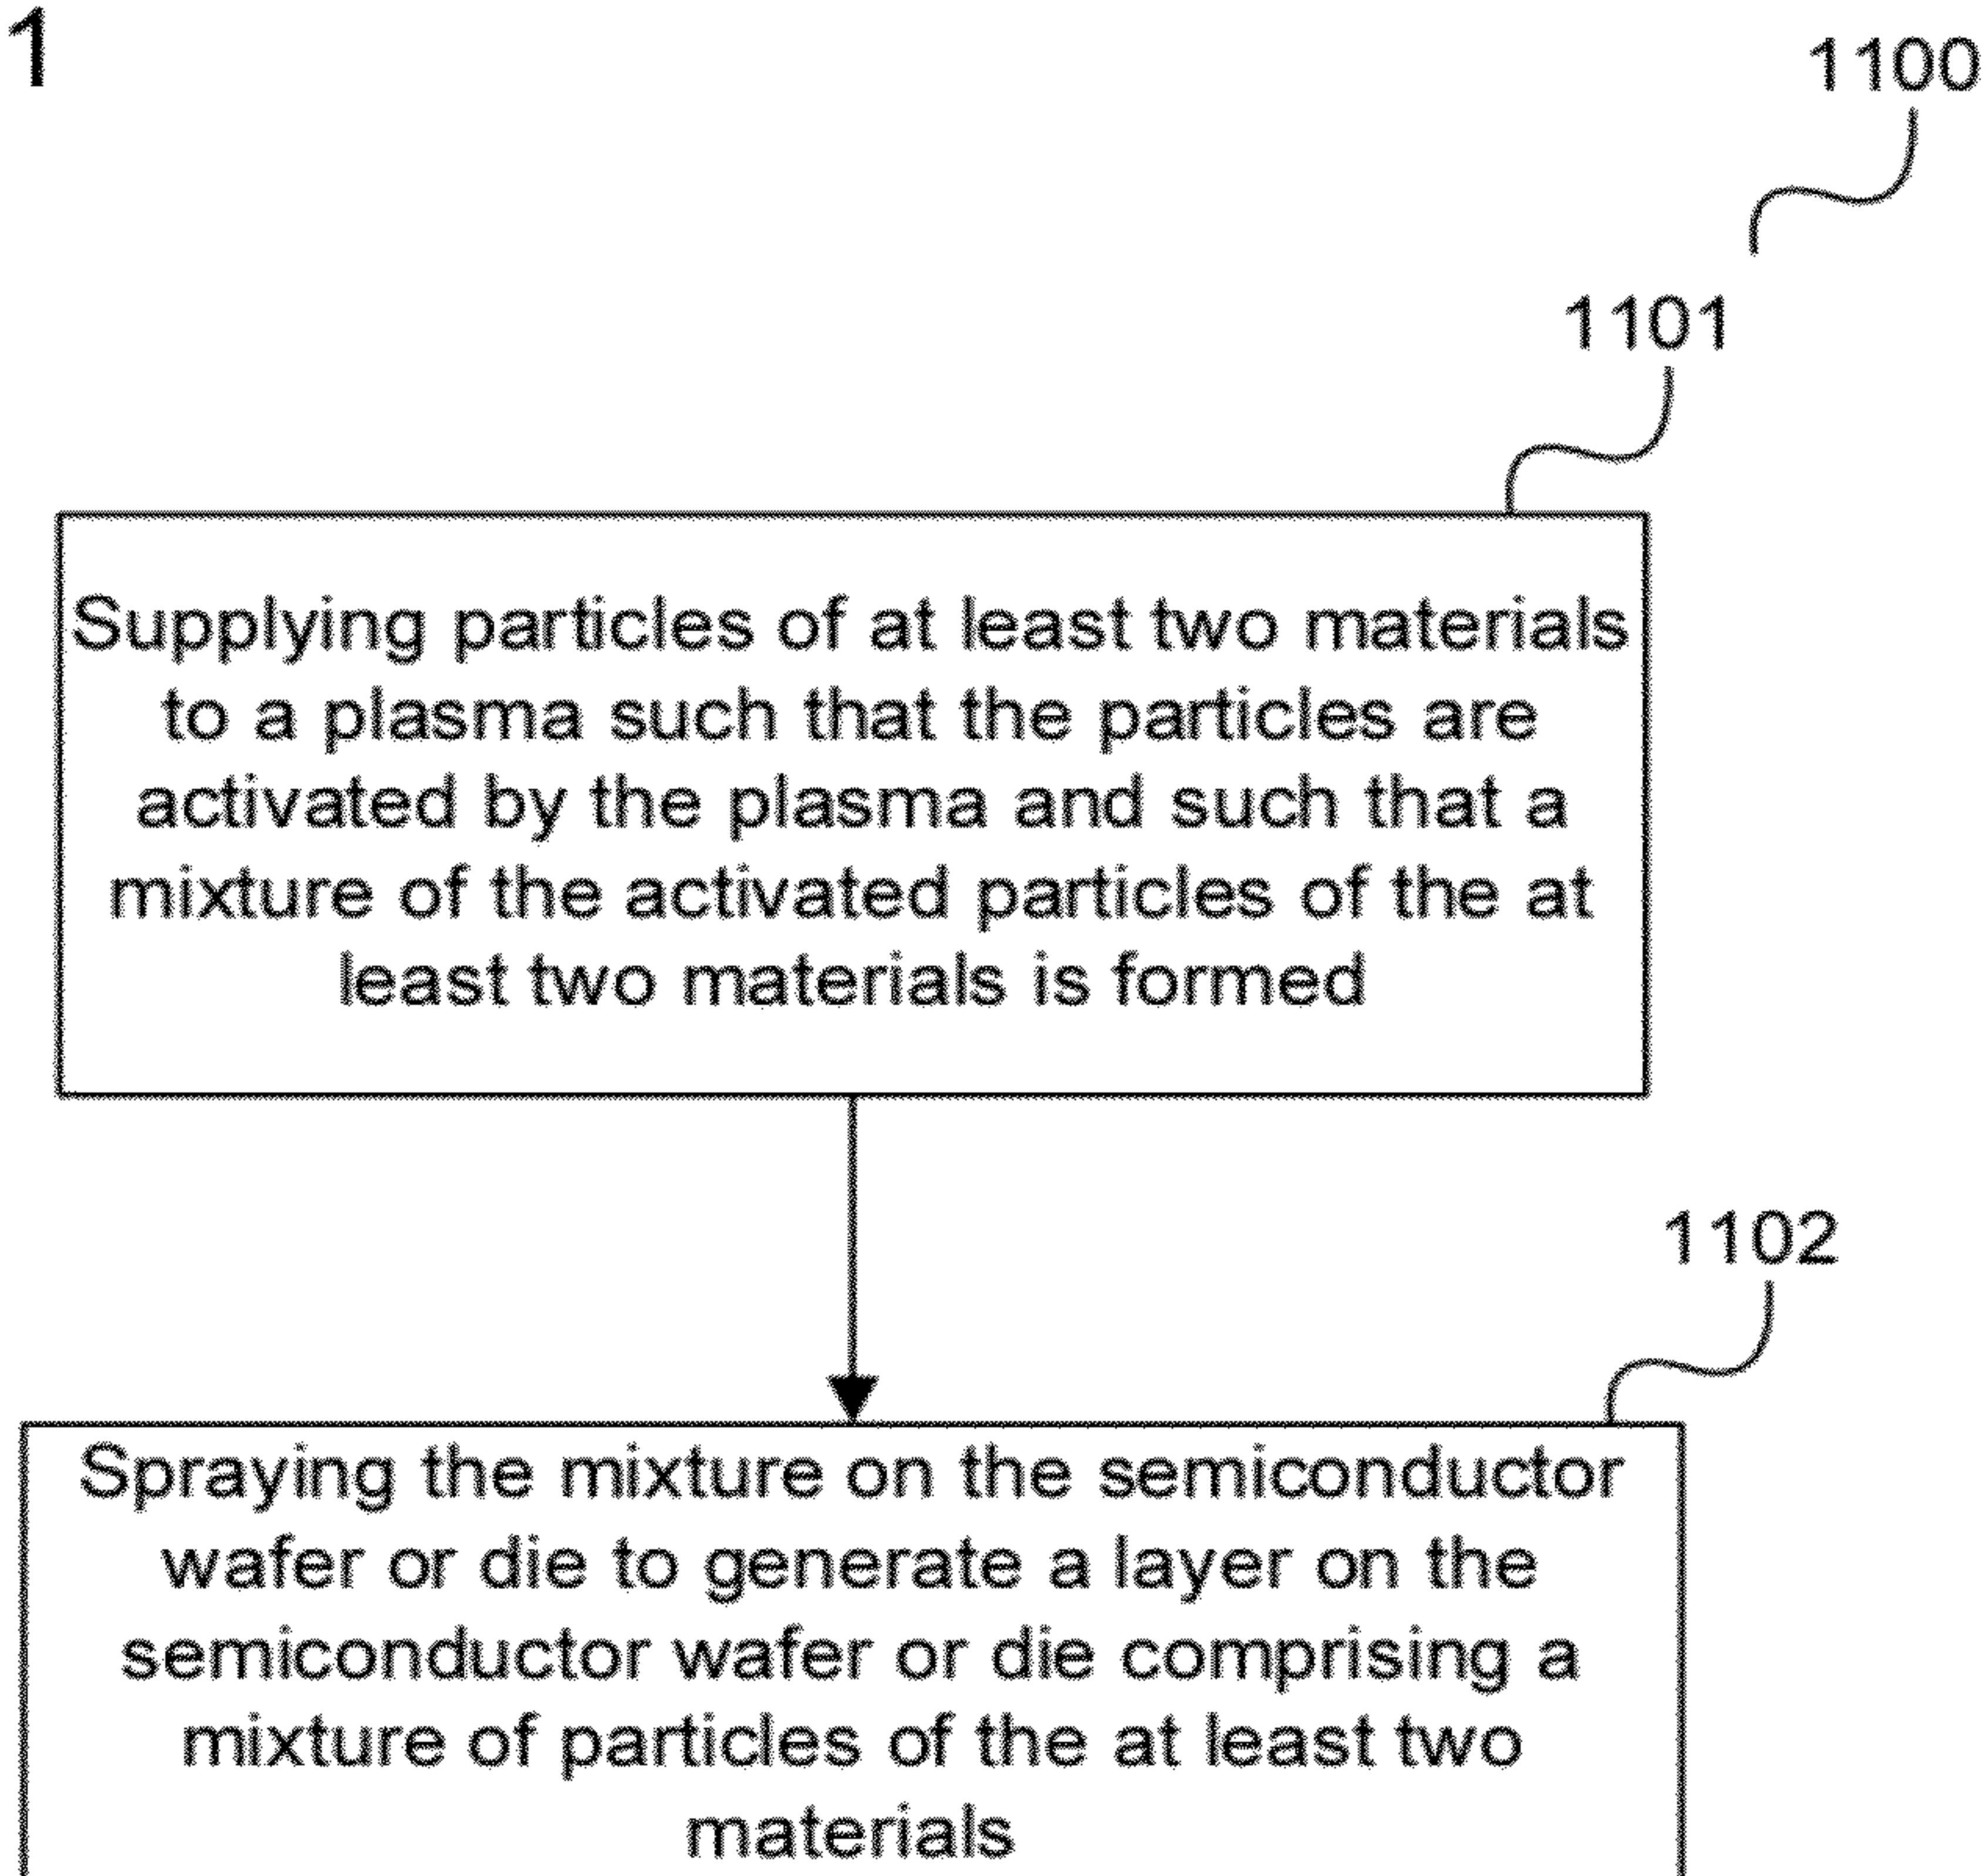 1
1100
1101
Supplying particles of at least two materials
to a plasma such that the particles are
activated by the plasma and such that a
mixture of the activated particles of the at
least two materials is formed
1102
Spraying the mixture on the semiconductor
wafer or die to generate a layer on the
semiconductor wafer or die comprising a
mixture of particles of the at least two
materials